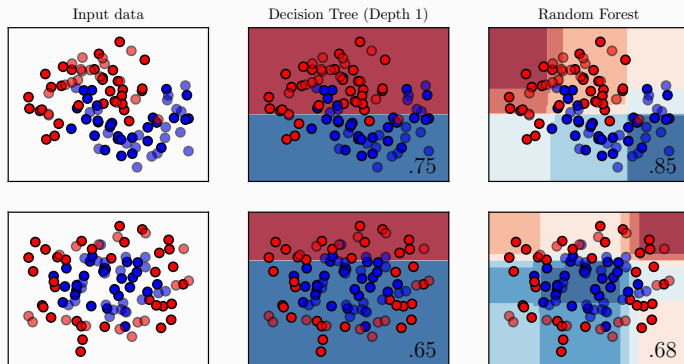 Input data
Decision Tree (Depth 1)
Random Forest
.75
.85
.65
.68